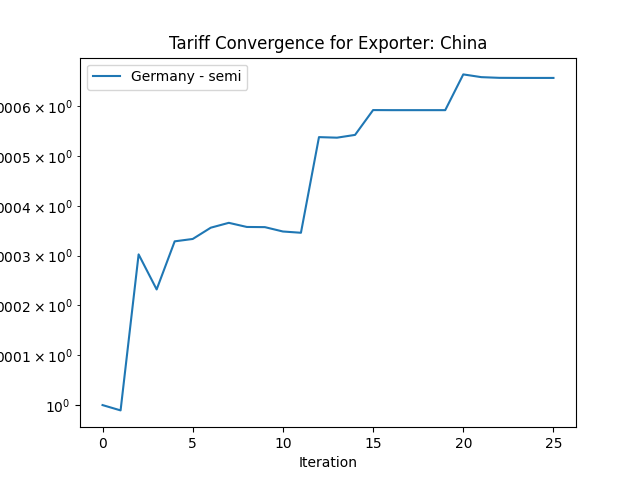 Tariff Convergence for Exporter: China
Germany - semi
0006 × 10⁰
0005 × 10⁰
0004 × 10⁰
0003 × 10⁰
0002 × 10⁰
0001 × 10⁰
10⁰
0 5 10 15 20 25
Iteration